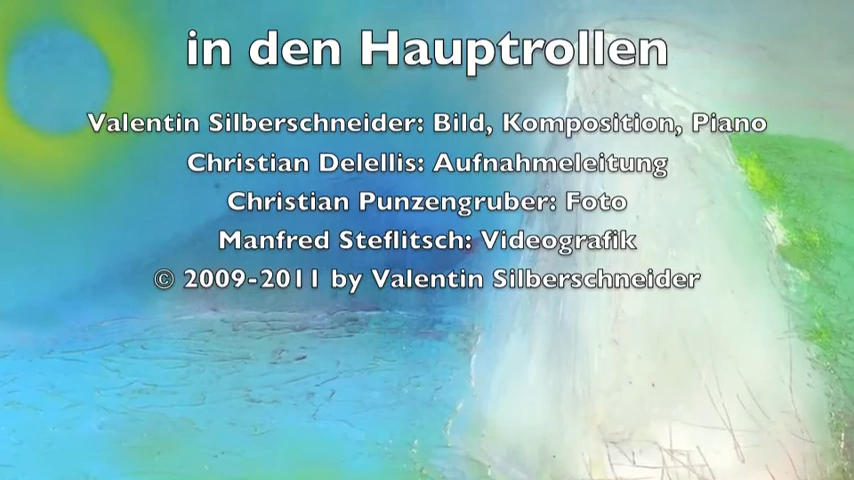 in den Hauptrollen
Valentin Silberschneider: Bild, Komposition, Piano
Christian Delellis: Aufnahmeleitung
Christian Punzengruber: Foto
Manfred Steflitsch: Videografik
© 2009-2011 by Valentin Silberschneider